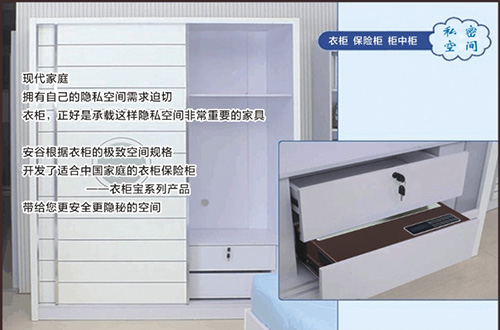 衣柜 保险柜 柜中柜
私密
空间
现代家庭
拥有自己的隐私空间需求迫切
衣柜，正好是承载这样隐私空间非常重要的家具
安谷根据衣柜的极致空间规格
开发了适合中国家庭的衣柜保险柜
——衣柜宝系列产品
带给您更安全更隐秘的空间